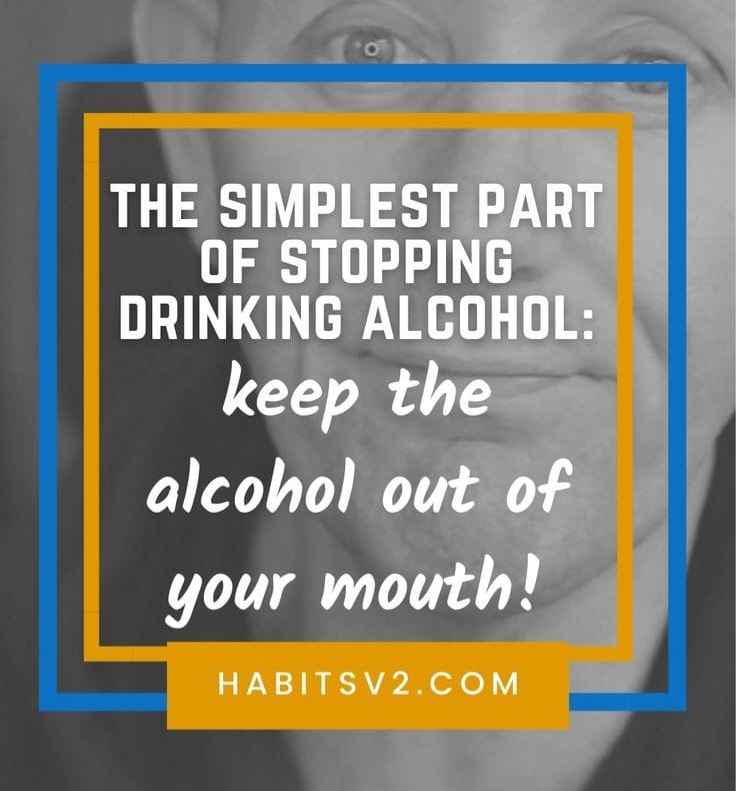 THE SIMPLEST PART
OF STOPPING
DRINKING ALCOHOL:
keep the
alcohol out of
your mouth!
HABITSV2.COM